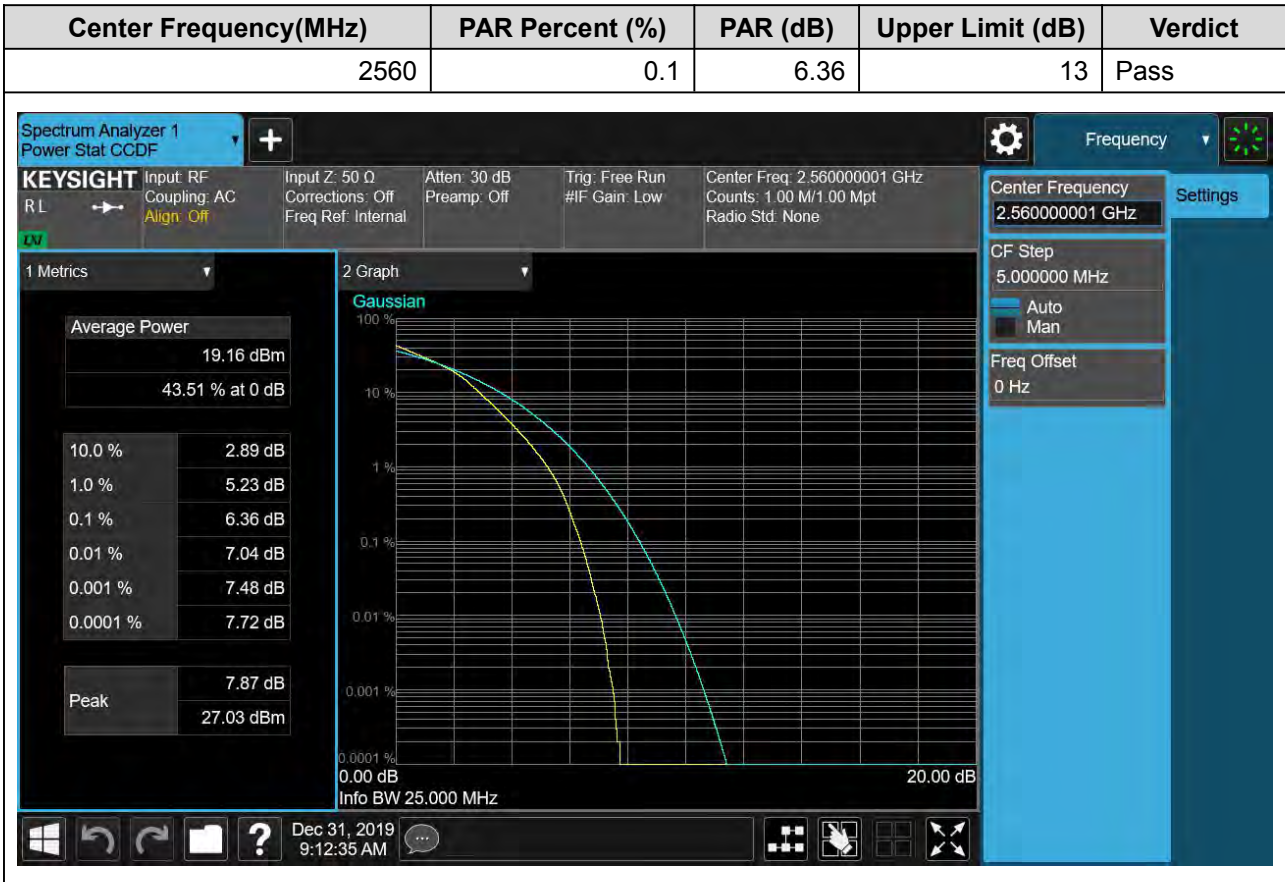 Center Frequency(MHz) PAR Percent (%) PAR (dB) Upper Limit (dB) Verdict
2560 0.1 6.36 13 Pass
Spectrum Analyzer 1
Power Stat CCDF
Frequency
KEYSIGHT
RL
LXI
Input: RF
Coupling: AC
Align: Off
Input Z: 50 Ω
Corrections: Off
Freq Ref: Internal
Atten: 30 dB
Preamp: Off
Trig: Free Run
#IF Gain: Low
Center Freq: 2.560000001 GHz
Counts: 1.00 M/1.00 Mpt
Radio Std: None
Center Frequency
2.560000001 GHz
Settings
CF Step
5.000000 MHz
Auto
Man
Freq Offset
0 Hz
1 Metrics
Average Power
19.16 dBm
43.51 % at 0 dB
10.0 % 2.89 dB
1.0 % 5.23 dB
0.1 % 6.36 dB
0.01 % 7.04 dB
0.001 % 7.48 dB
0.0001 % 7.72 dB
Peak
7.87 dB
27.03 dBm
2 Graph
Gaussian
100 %
10 %
1 %
0.1 %
0.01 %
0.001 %
0.0001 %
0.00 dB 20.00 dB
Info BW 25.000 MHz
?
Dec 31, 2019
9:12:35 AM